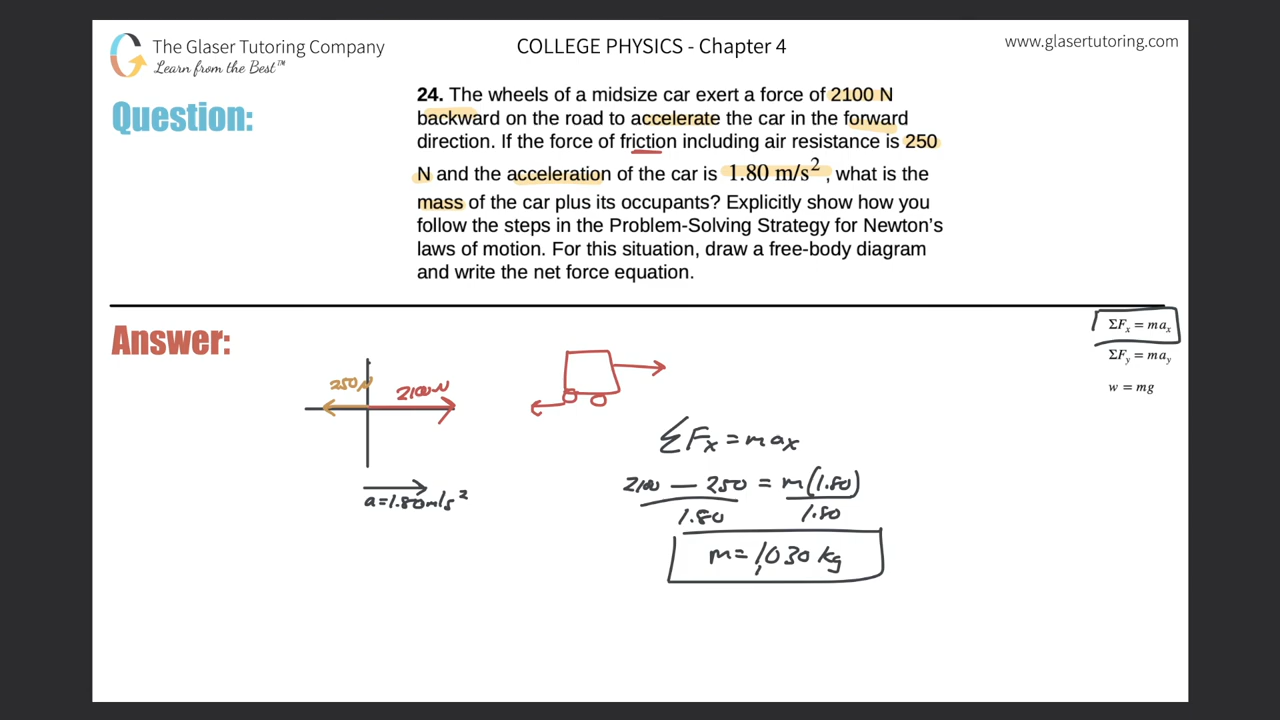 The Glaser Tutoring Company
Learn from the Best™
COLLEGE PHYSICS - Chapter 4
www.glasertutoring.com
Question:
24. The wheels of a midsize car exert a force of 2100 N
backward on the road to accelerate the car in the forward
direction. If the force of friction including air resistance is 250
N and the acceleration of the car is 1.80 m/s², what is the
mass of the car plus its occupants? Explicitly show how you
follow the steps in the Problem-Solving Strategy for Newton's
laws of motion. For this situation, draw a free-body diagram
and write the net force equation.
Answer:
ΣFₓ = maₓ
ΣFᵧ = maᵧ
w = mg
250N
2100N
a=1.80m/s²
ΣFₓ = maₓ
2100 — 250 = m(1.80)
1.80 1.80
m = 1,030 kg